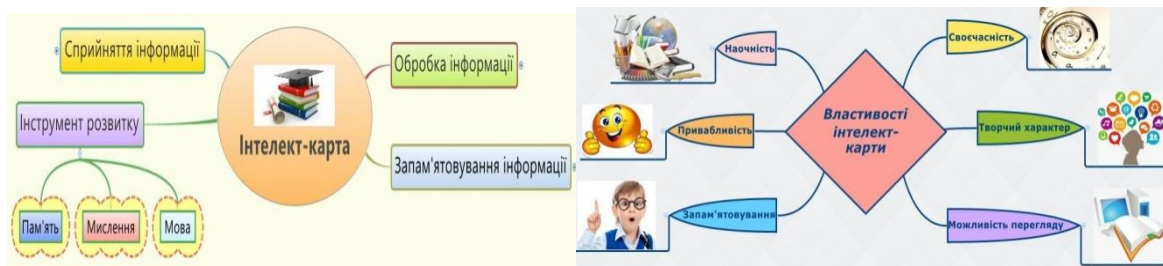 Сприйняття інформації
Інструмент розвитку
Пам'ять
Мислення
Мова
Інтелект-карта
Обробка інформації
Запам'ятовування інформації
Наочність
Привабливість
Запам'ятовування
Властивості
інтелект-
карти
Своєчасність
Творчий характер
Можливість перегляду